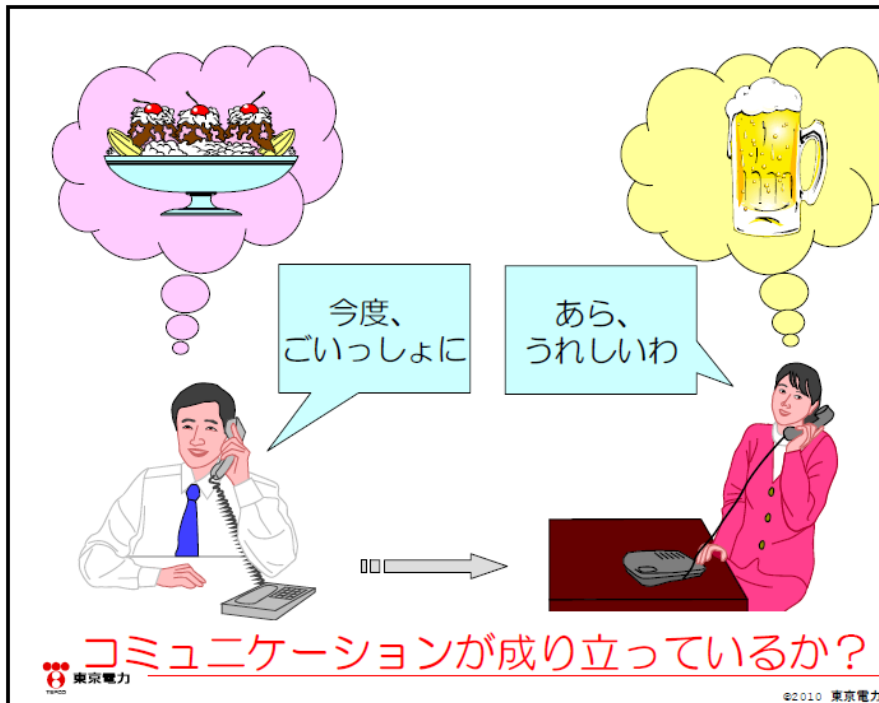 今度、
ごいっしょに
あら、
うれしいわ
コミュニケーションが成り立っているか？
TEPCO
東京電力
©2010 東京電力